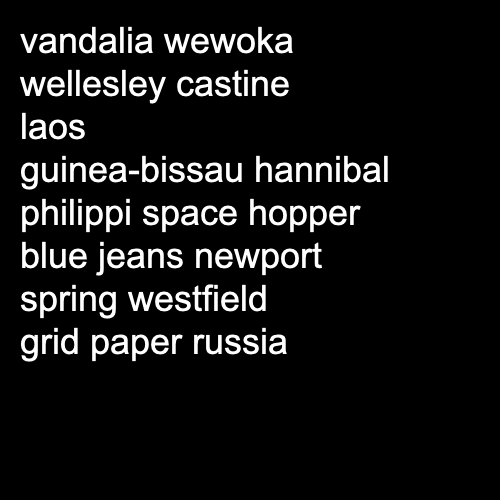 vandalia wewoka
wellesley castine
laos
guinea-bissau hannibal
philippi space hopper
blue jeans newport
spring westfield
grid paper russia